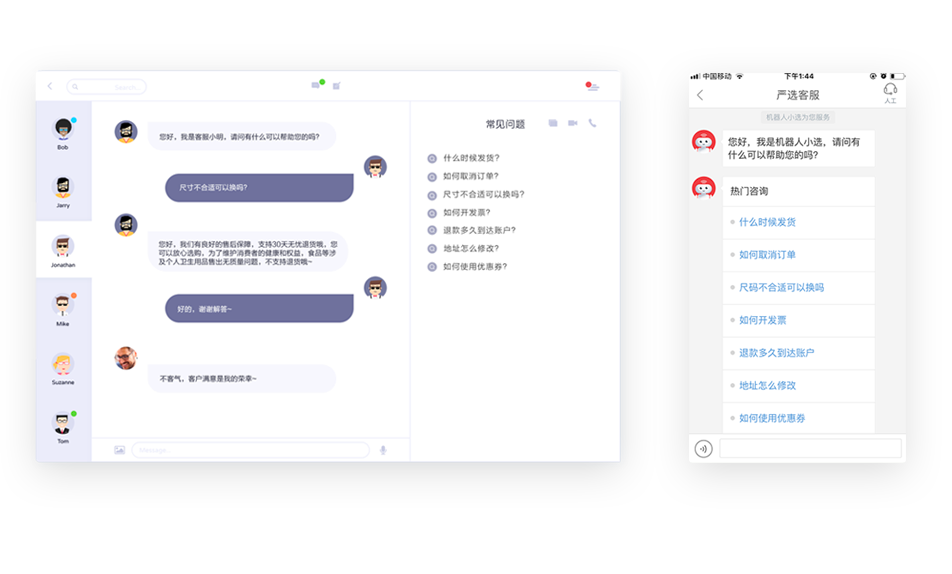 Search...
Bob
Jarry
Jonathan
Mike
Suzanne
Tom
您好，我是客服小明，请问有什么可以帮助您的吗?
尺寸不合适可以换吗?
您好，我们有良好的售后保障，支持30天无忧退货哦，您
可以放心选购，为了维护消费者的健康和权益，食品等涉
及个人卫生用品售出无质量问题，不支持退货哦~
好的，谢谢解答~
不客气，客户满意是我的荣幸~
Message...
常见问题
什么时候发货?
如何取消订单?
尺寸不合适可以换吗?
如何开发票?
退款多久到达账户?
地址怎么修改?
如何使用优惠券?
中国移动
下午1:44
严选客服
人工
机器人小选为您服务
您好，我是机器人小选，请问有
什么可以帮助您的吗?
热门咨询
什么时候发货
如何取消订单
尺码不合适可以换吗
如何开发票
退款多久到达账户
地址怎么修改
如何使用优惠券